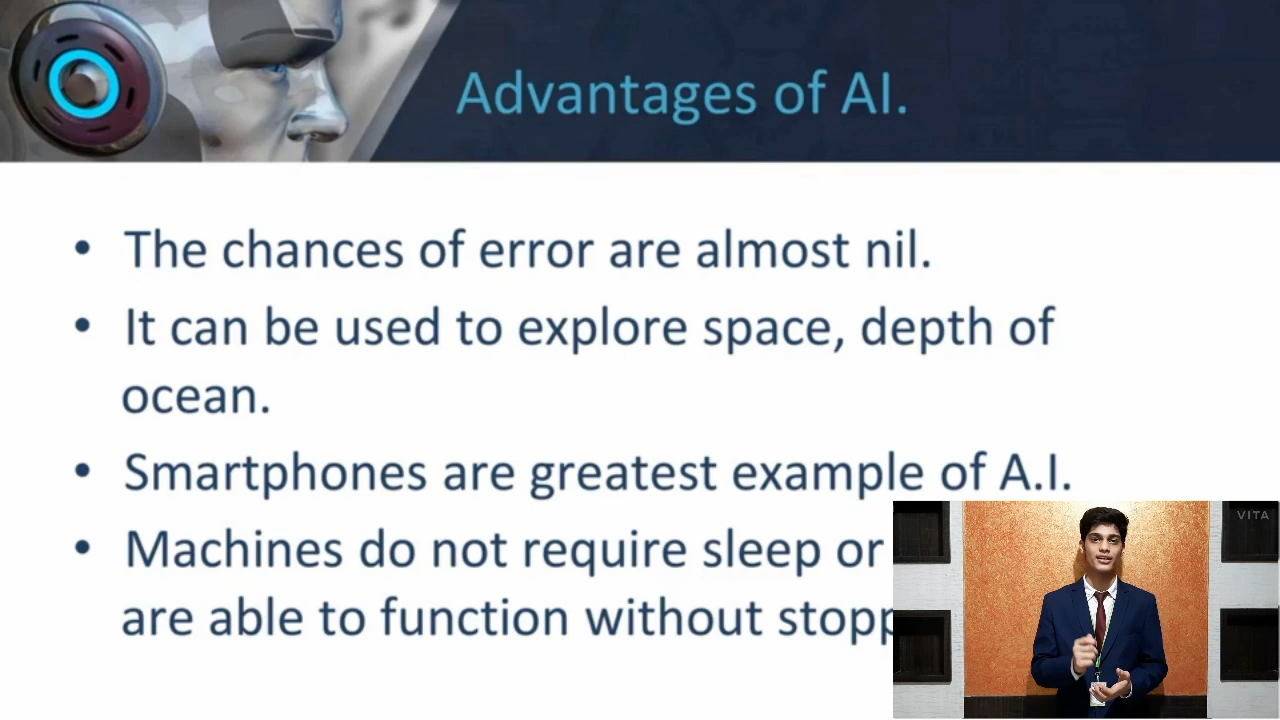 Advantages of AI.
• The chances of error are almost nil.
• It can be used to explore space, depth of
ocean.
• Smartphones are greatest example of A.I.
• Machines do not require sleep or
are able to function without stopp
VITA